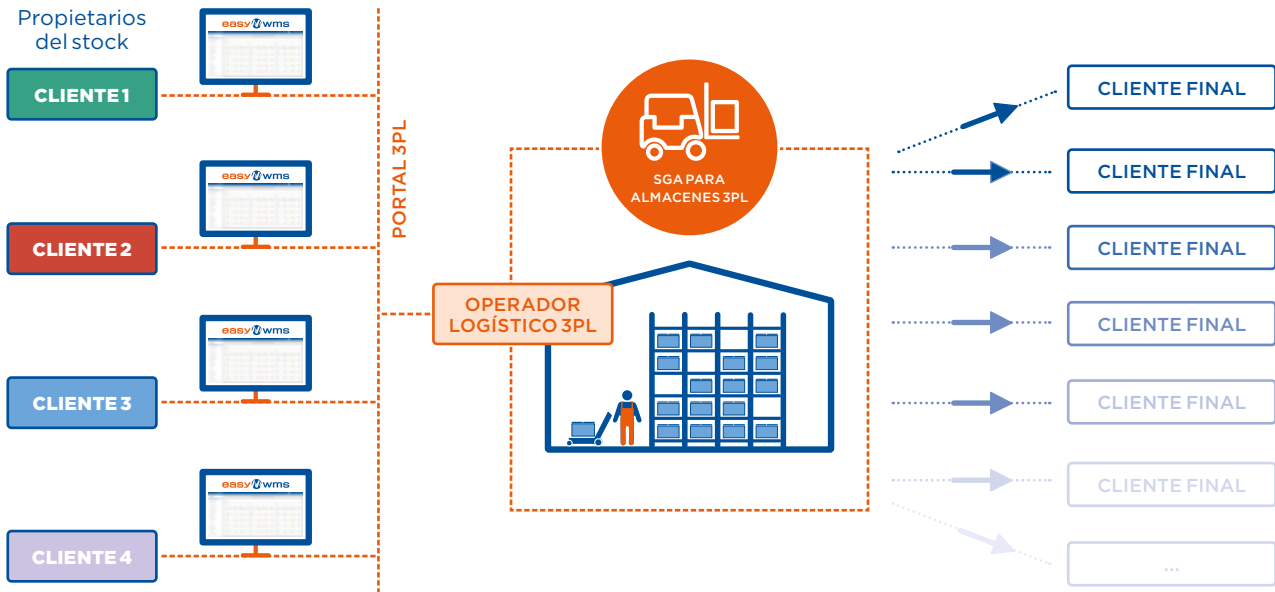 Propietarios
del stock
easy wms
CLIENTE 1
easy wms
CLIENTE 2
easy wms
CLIENTE 3
easy wms
CLIENTE 4
PORTAL 3PL
SGA PARA
ALMACENES 3PL
OPERADOR
LOGÍSTICO 3PL
CLIENTE FINAL
CLIENTE FINAL
CLIENTE FINAL
CLIENTE FINAL
CLIENTE FINAL
CLIENTE FINAL
...